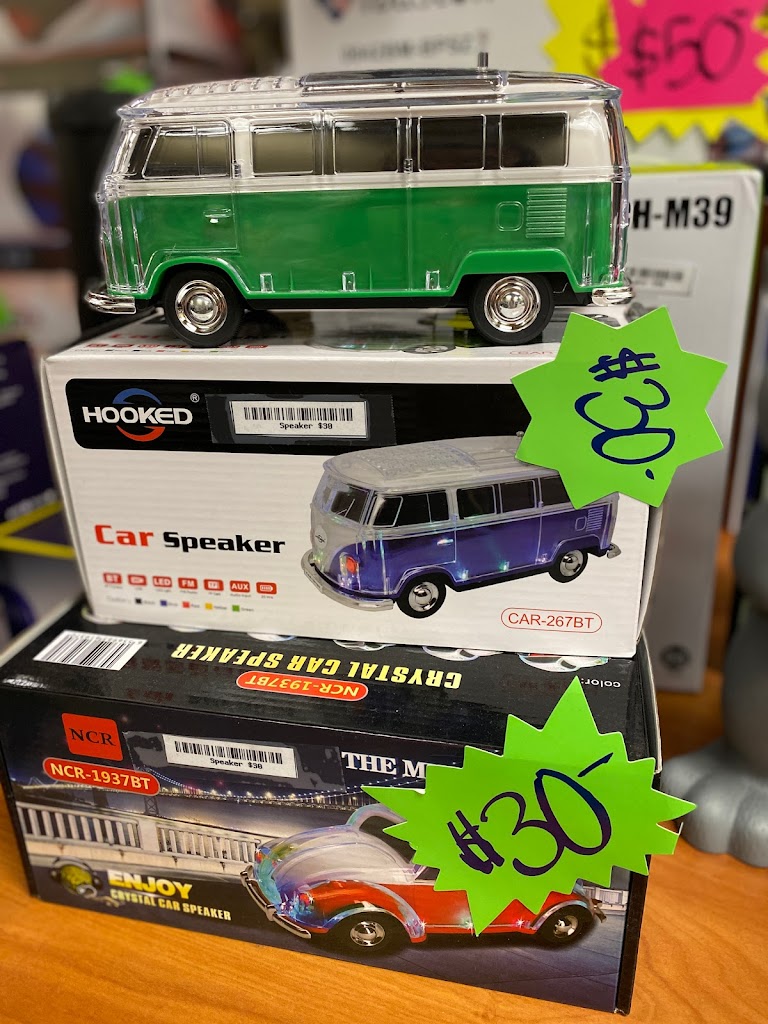 $50-
H-M39
HOOKED®
Speaker $30
$30.
Car Speaker
BT
LED
FM
AUX
CAR-267BT
CRYSTAL CAR SPEAKER
NCR-1937BT
color:
NCR
Speaker $30
NCR-1937BT
THE M
$30-
ENJOY
CRYSTAL CAR SPEAKER